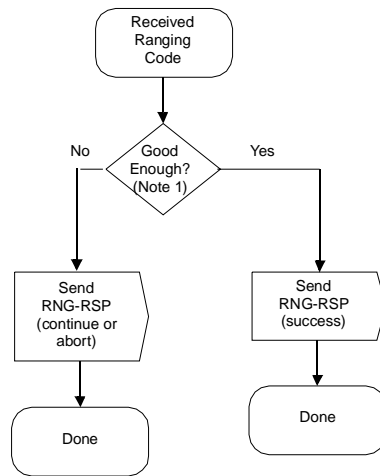 Received
Ranging
Code
No
Good
Enough?
(Note 1)
Yes
Send
RNG-RSP
(continue or
abort)
Send
RNG-RSP
(success)
Done
Done